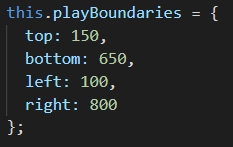 this.playBoundaries = {
  top: 150,
  bottom: 650,
  left: 100,
  right: 800
};